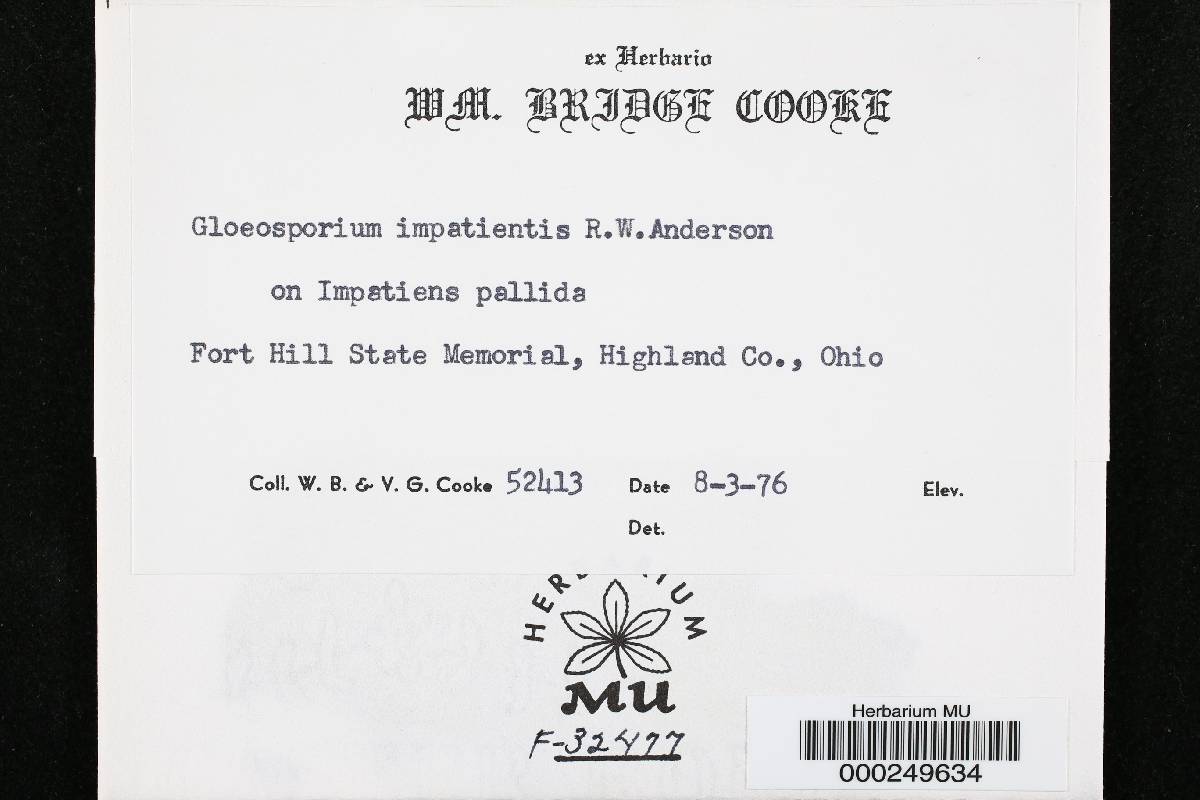 ex Herbario
WM. BRIDGE COOKE
Gloeosporium impatientis R.W.Anderson
on Impatiens pallida
Fort Hill State Memorial, Highland Co., Ohio
Coll. W. B. & V. G. Cooke 52413 Date 8-3-76 Elev.
Det.
HERBARIUM
MU
F-32477
Herbarium MU
000249634